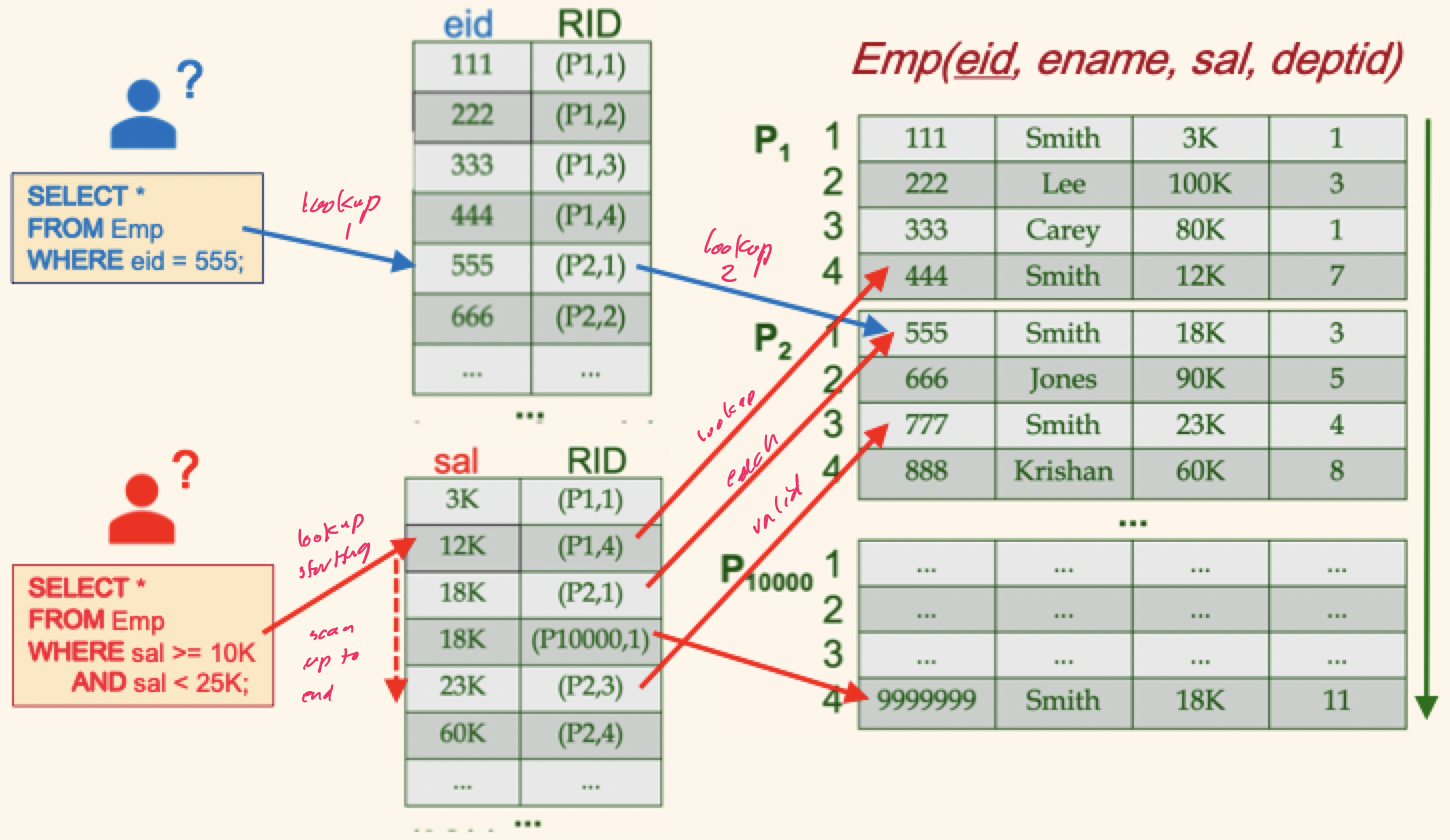 eid RID
111 (P1,1)
222 (P1,2)
333 (P1,3)
444 (P1,4)
555 (P2,1)
666 (P2,2)
... ...
...
?
SELECT *
FROM Emp
WHERE eid = 555;
lookup
1
lookup
2
sal RID
3K (P1,1)
12K (P1,4)
18K (P2,1)
18K (P10000,1)
23K (P2,3)
60K (P2,4)
... ...
...
?
SELECT *
FROM Emp
WHERE sal >= 10K
AND sal < 25K;
lookup
starting
scan
up to
end
lookup
each
valid
Emp(eid, ename, sal, deptid)
P1
1 111 Smith 3K 1
2 222 Lee 100K 3
3 333 Carey 80K 1
4 444 Smith 12K 7
P2
1 555 Smith 18K 3
2 666 Jones 90K 5
3 777 Smith 23K 4
4 888 Krishan 60K 8
...
P10000
1 ... ... ... ...
2 ... ... ... ...
3 ... ... ... ...
4 9999999 Smith 18K 11